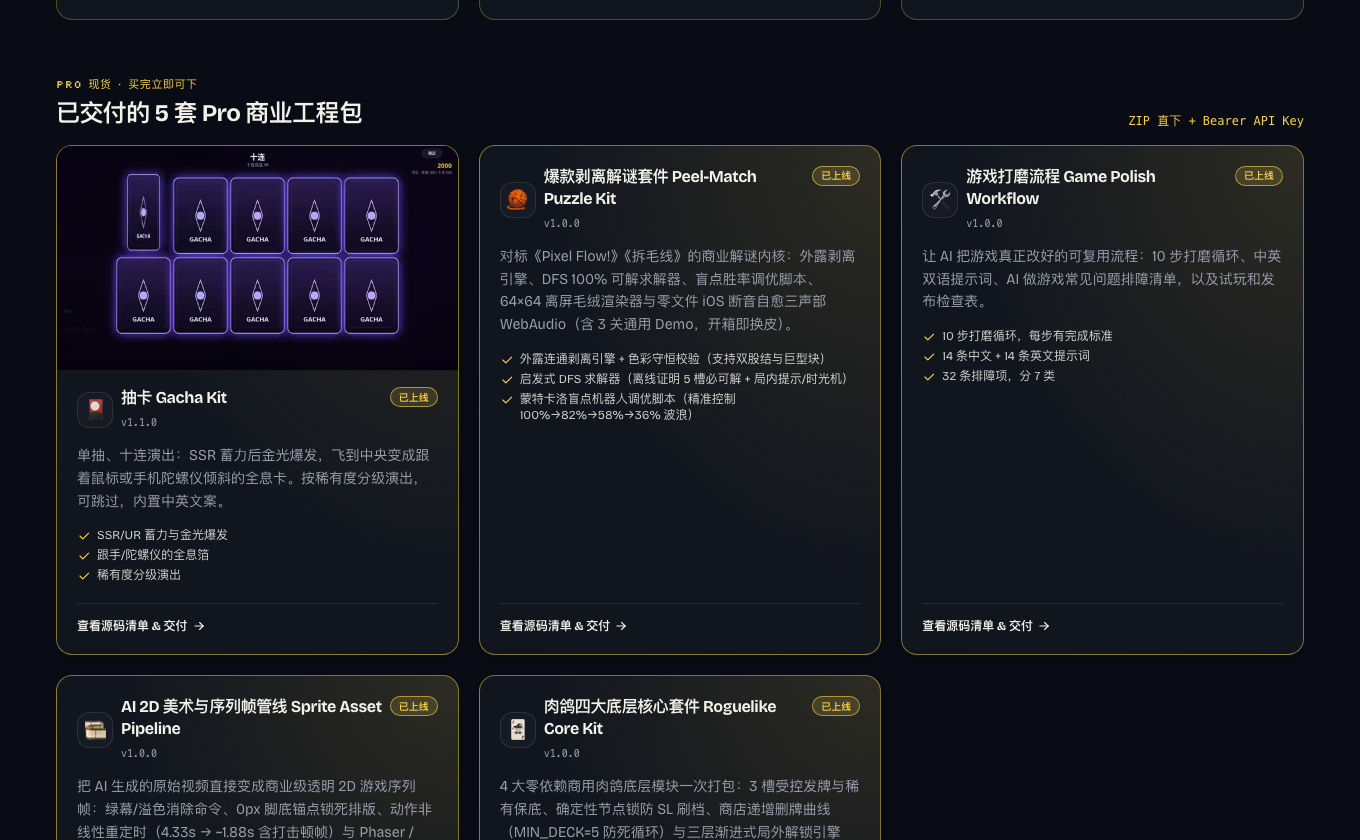 PRO 现货 · 买完立即可下
已交付的 5 套 Pro 商业工程包
ZIP 直下 + Bearer API Key
十连
2000
GACHA
GACHA
GACHA
GACHA
GACHA
GACHA
GACHA
GACHA
GACHA
GACHA
抽卡 Gacha Kit
已上线
v1.1.0
单抽、十连演出：SSR 蓄力后金光爆发，飞到中央变成跟
着鼠标或手机陀螺仪倾斜的全息卡。按稀有度分级演出，
可跳过，内置中英文案。
SSR/UR 蓄力与金光爆发
跟手/陀螺仪的全息箔
稀有度分级演出
查看源码清单 & 交付 →
爆款剥离解谜套件 Peel-Match
Puzzle Kit
已上线
v1.0.0
对标《Pixel Flow!》《拆毛线》的商业解谜内核：外露剥离
引擎、DFS 100% 可解求解器、盲点胜率调优脚本、
64×64 离屏毛绒渲染器与零文件 iOS 断音自愈三声部
WebAudio（含 3 关通用 Demo，开箱即换皮）。
外露连通剥离引擎 + 色彩守恒校验（支持双股结与巨型块）
启发式 DFS 求解器（离线证明 5 槽必可解 + 局内提示/时光机）
蒙特卡洛盲点机器人调优脚本（精准控制
100%→82%→58%→36% 波浪）
查看源码清单 & 交付 →
游戏打磨流程 Game Polish
Workflow
已上线
v1.0.0
让 AI 把游戏真正改好的可复用流程：10 步打磨循环、中英
双语提示词、AI 做游戏常见问题排障清单，以及试玩和发
布检查表。
10 步打磨循环，每步有完成标准
14 条中文 + 14 条英文提示词
32 条排障项，分 7 类
查看源码清单 & 交付 →
AI 2D 美术与序列帧管线 Sprite Asset
Pipeline
已上线
v1.0.0
把 AI 生成的原始视频直接变成商业级透明 2D 游戏序列
帧：绿幕/溢色消除命令、0px 脚底锚点锁死排版、动作非
线性重定时（4.33s → ~1.88s 含打击顿帧）与 Phaser /
肉鸽四大底层核心套件 Roguelike
Core Kit
已上线
v1.0.0
4 大零依赖商用肉鸽底层模块一次打包：3 槽受控发牌与稀
有保底、确定性节点锁防 SL 刷档、商店递增删牌曲线
（MIN_DECK=5 防死循环）与三层渐进式局外解锁引擎